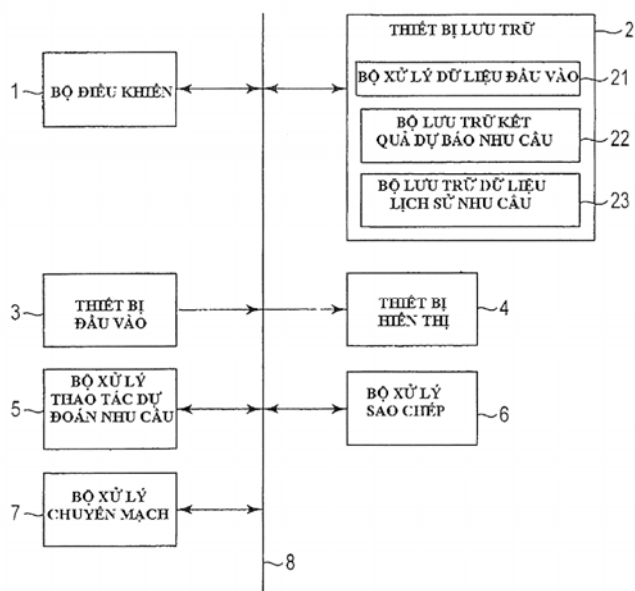 THIẾT BỊ LƯU TRỮ
2
1
BỘ ĐIỀU KHIỂN
BỘ XỬ LÝ DỮ LIỆU ĐẦU VÀO
21
BỘ LƯU TRỮ KẾT
QUẢ DỰ BÁO NHU CẦU
22
BỘ LƯU TRỮ DỮ LIỆU
LỊCH SỬ NHU CẦU
23
3
THIẾT BỊ
ĐẦU VÀO
THIẾT BỊ
HIỂN THỊ
4
5
BỘ XỬ LÝ
THAO TÁC DỰ
ĐOÁN NHU CẦU
BỘ XỬ LÝ
SAO CHÉP
6
7
BỘ XỬ LÝ
CHUYỂN MẠCH
8